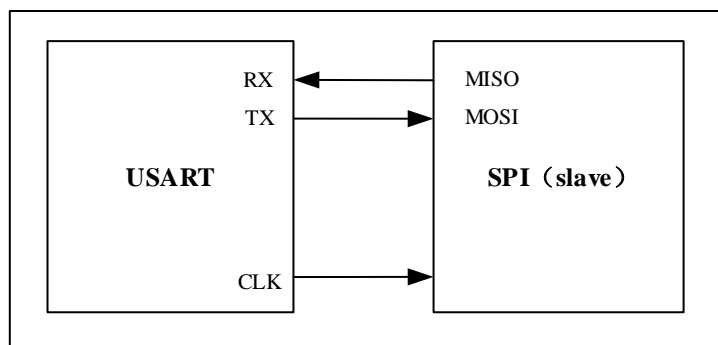 RX
MISO
TX
MOSI
USART
SPI（slave）
CLK